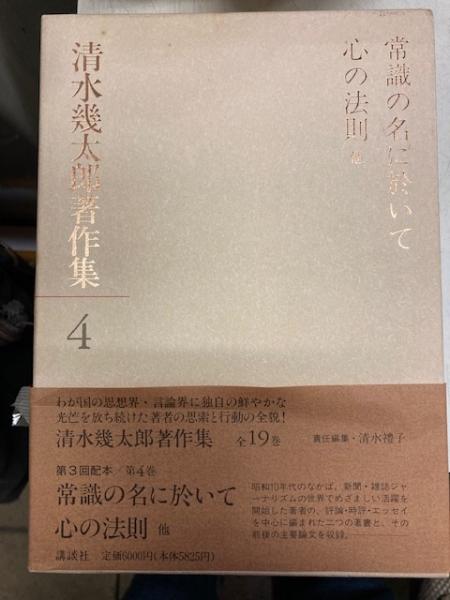 常識の名に於いて
心の法則 他
清水幾太郎著作集
4
わが国の思想界・言論界に独自の鮮やかな
光芒を放ち続けた著者の思索と行動の全貌!
清水幾太郎著作集 全19巻
責任編集・清水禮子
第3回配本/第4巻
常識の名に於いて
心の法則 他
講談社 定価6000円(本体5825円)
昭和10年代のなかば、新聞・雑誌ジャ
ーナリズムの世界でめざましい活躍を
開始した著者の、評論・時評・エッセイ
を中心に編まれた二つの著書と、その
前後の主要論文を収録。